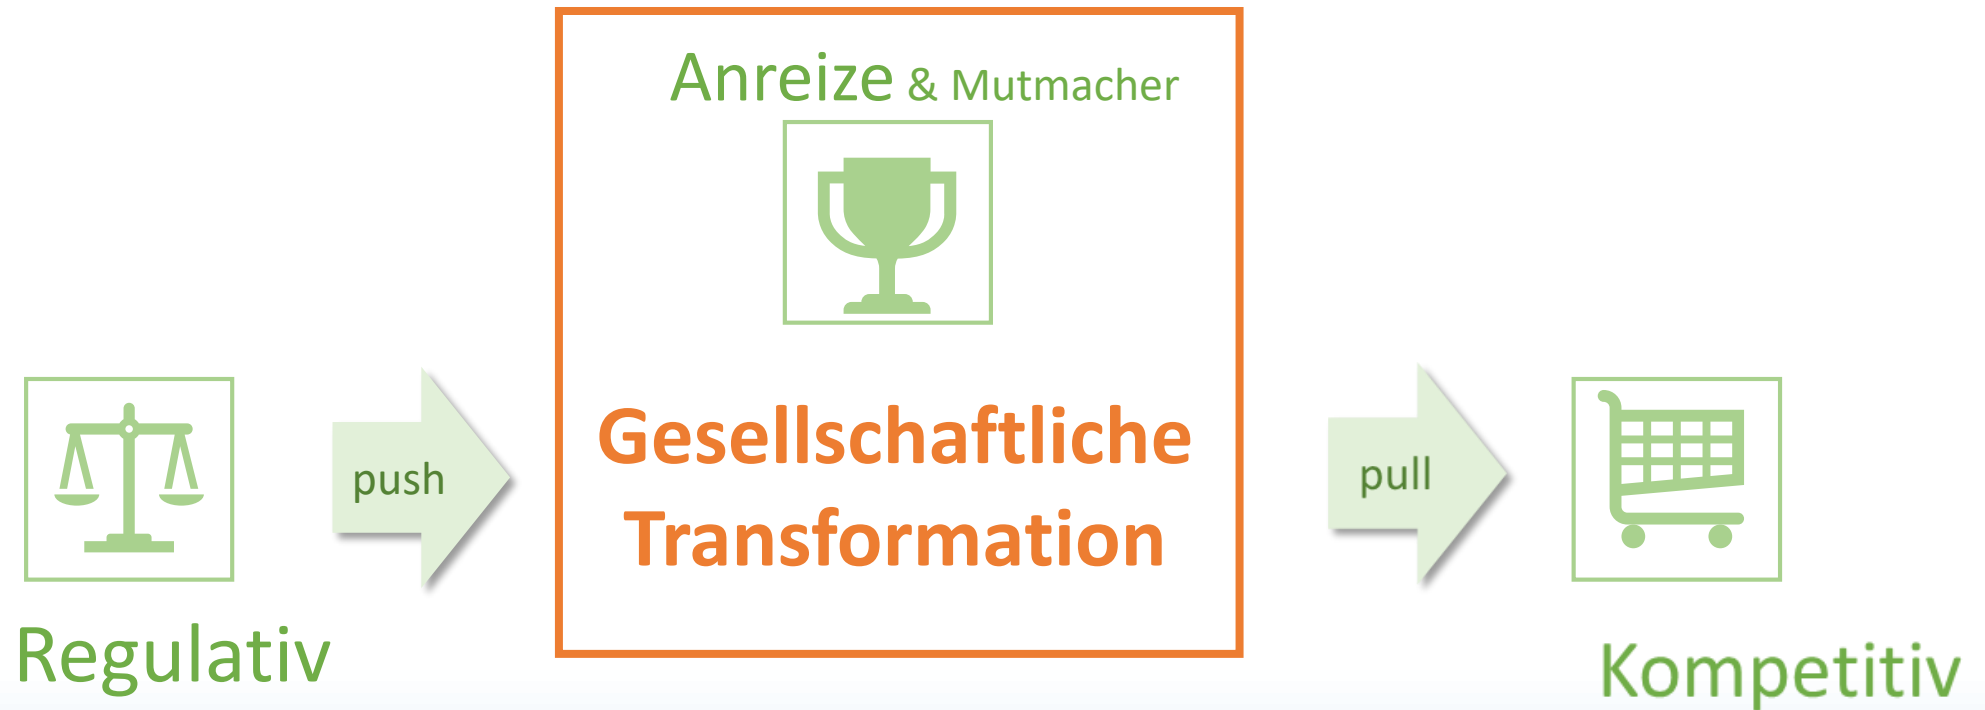 Anreize & Mutmacher
Gesellschaftliche
Transformation
push
pull
Regulativ
Kompetitiv